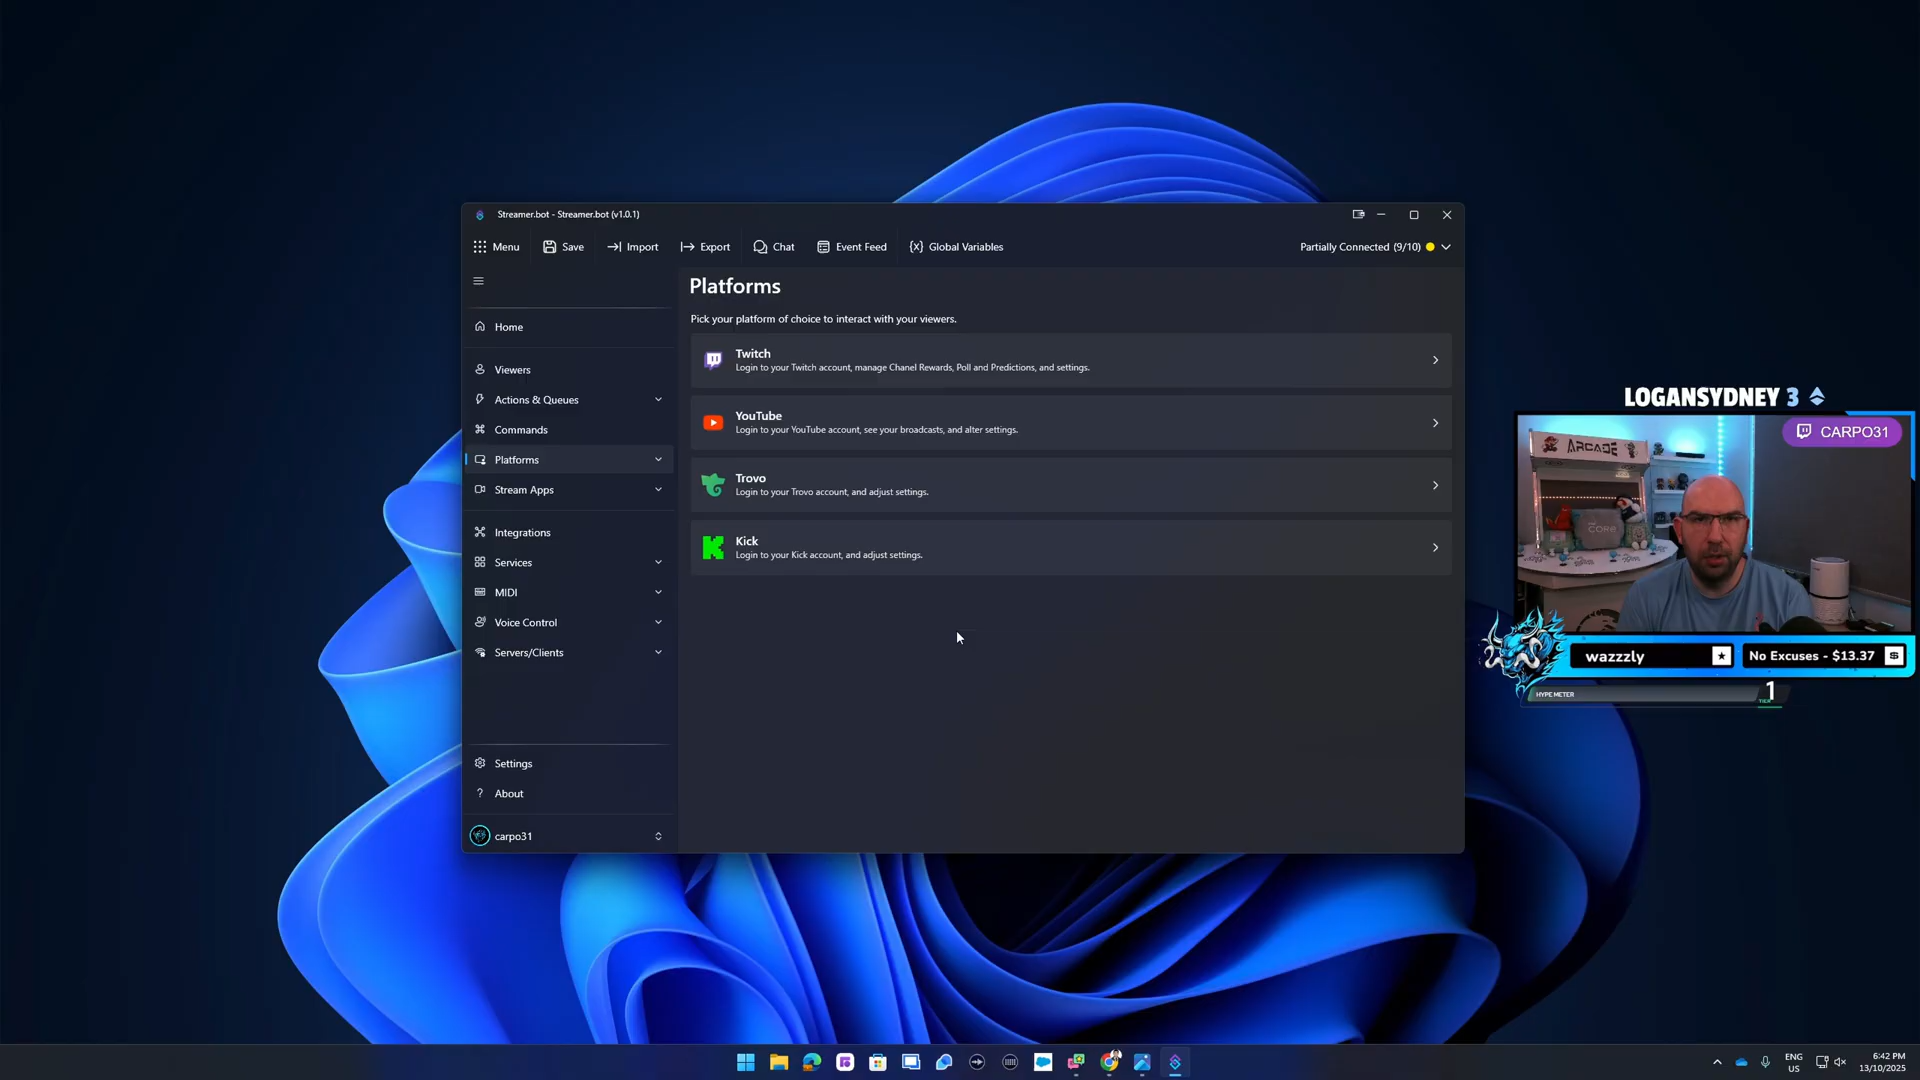 Streamer.bot - Streamer.bot (v1.0.1)
Menu
Save
Import
Export
Chat
Event Feed
{x} Global Variables
Partially Connected (9/10)
Home
Viewers
Actions & Queues
Commands
Platforms
Stream Apps
Integrations
Services
MIDI
Voice Control
Servers/Clients
Settings
? About
carpo31
Platforms
Pick your platform of choice to interact with your viewers.
Twitch
Login to your Twitch account, manage Chanel Rewards, Poll and Predictions, and settings.
YouTube
Login to your YouTube account, see your broadcasts, and alter settings.
Trovo
Login to your Trovo account, and adjust settings.
Kick
Login to your Kick account, and adjust settings.
LOGANSYDNEY 3
CARPO31
ARCADE
CORE
wazzzly
No Excuses - $13.37
HYPE METER
1
TIER
ENG
US
6:42 PM
13/10/2025